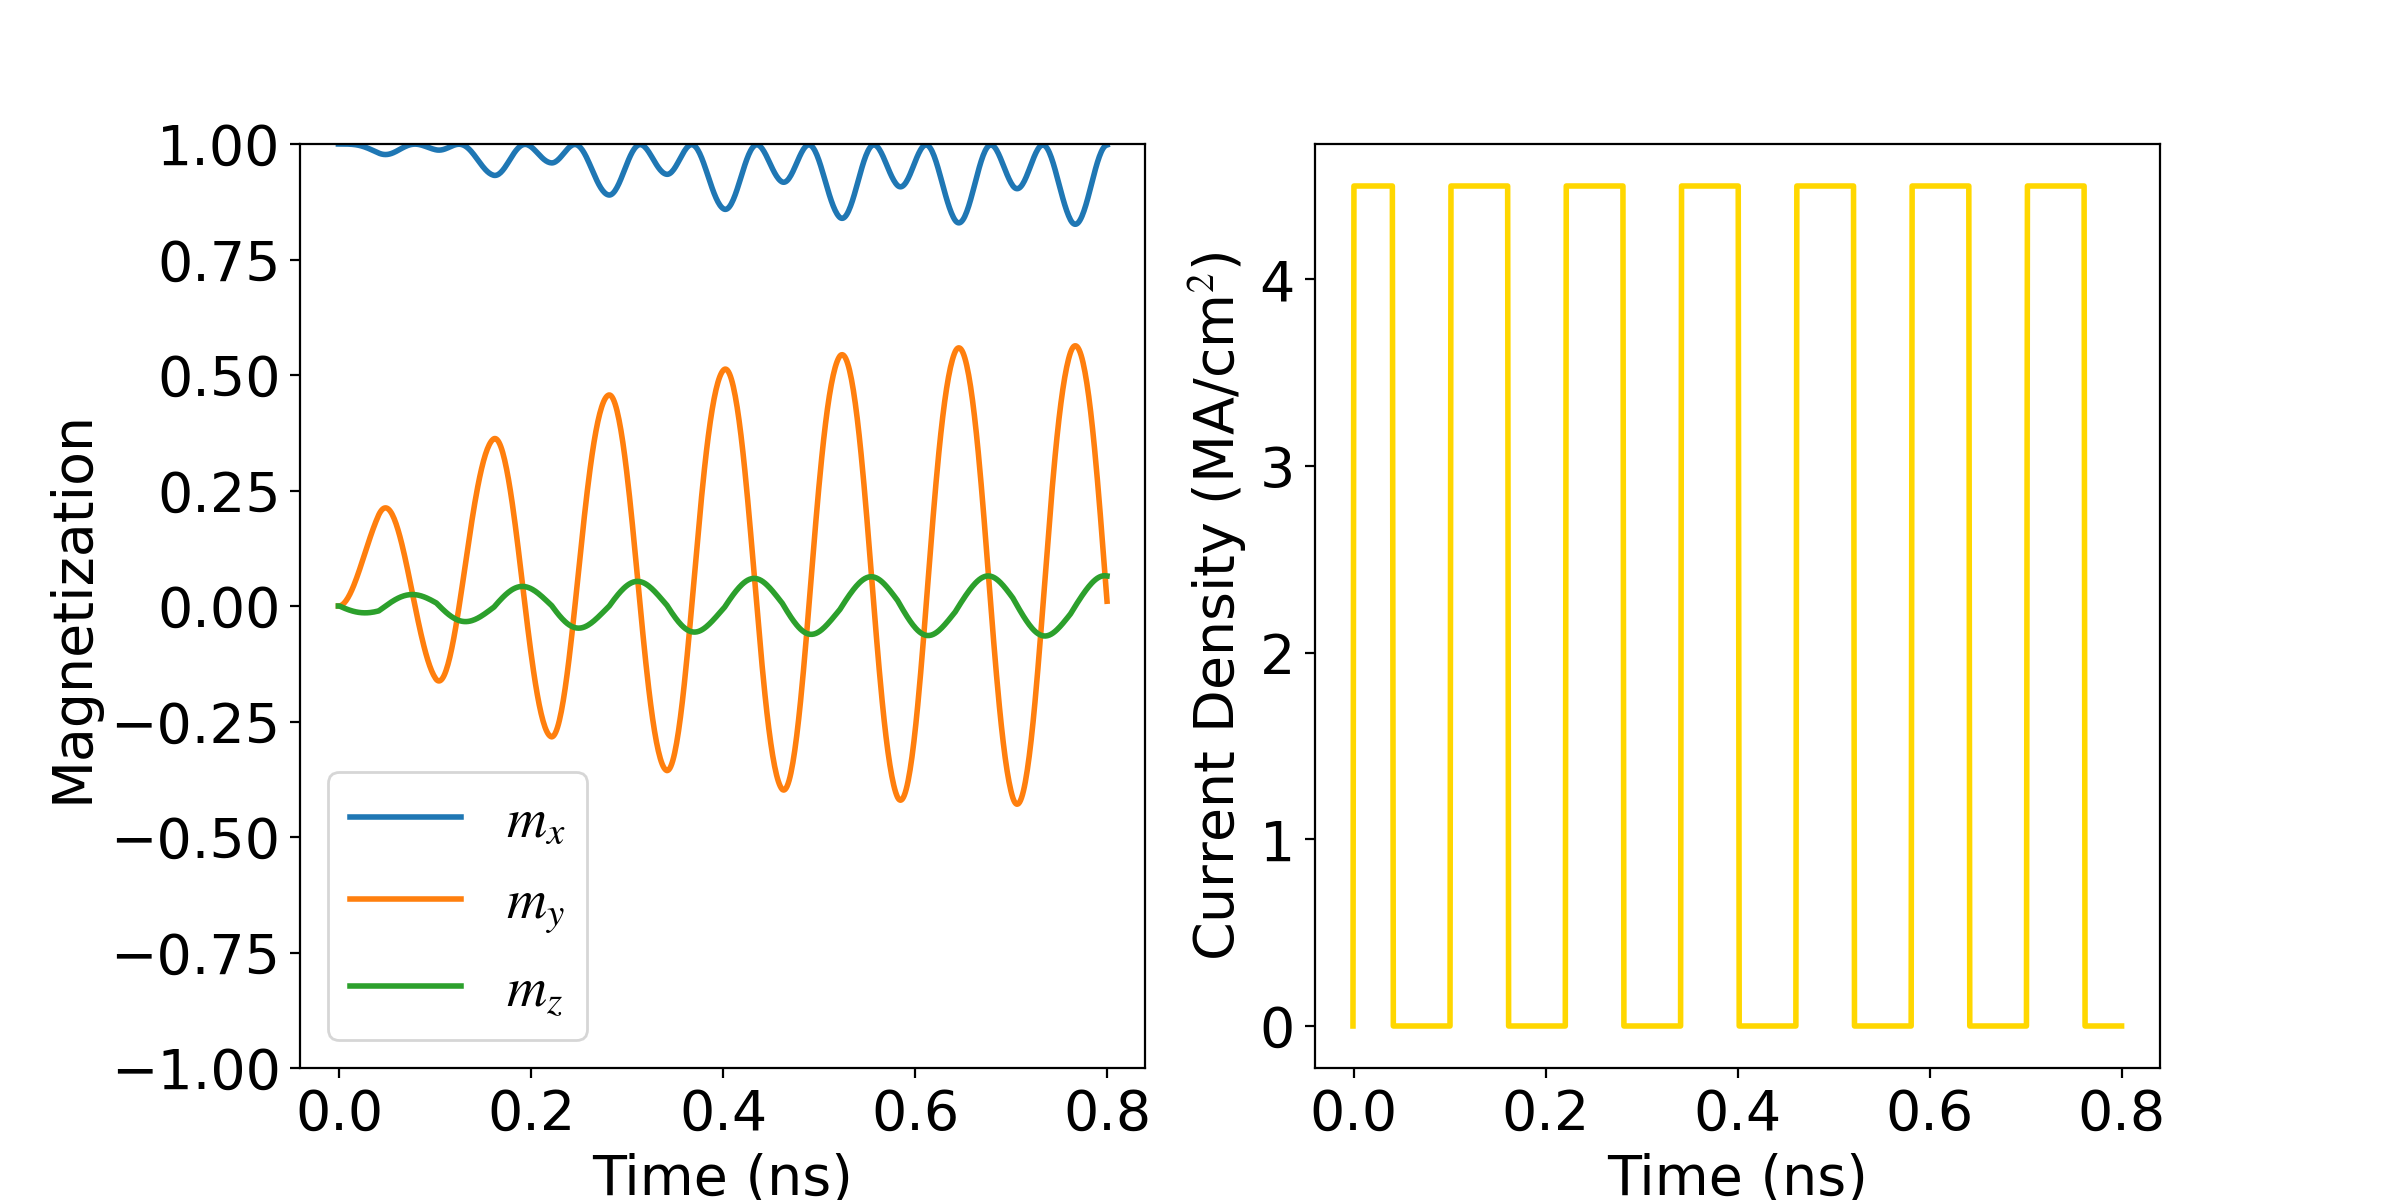 1.00
0.75
0.50
0.25
0.00
−0.25
−0.50
−0.75
−1.00
Magnetization
m_x
m_y
m_z
0.0 0.2 0.4 0.6 0.8
Time (ns)
Current Density (MA/cm²)
4
3
2
1
0
0.0 0.2 0.4 0.6 0.8
Time (ns)